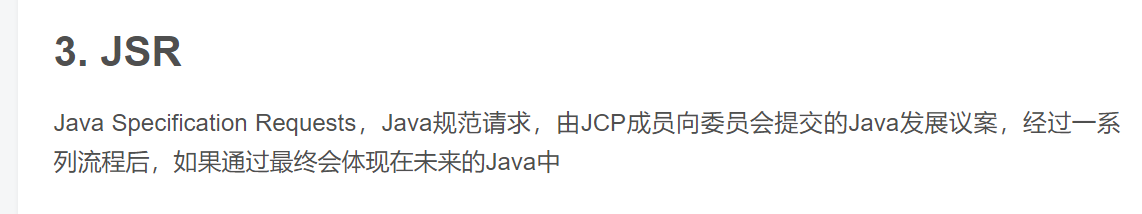 3. JSR
Java Specification Requests，Java规范请求，由JCP成员向委员会提交的Java发展议案，经过一系
列流程后，如果通过最终会体现在未来的Java中